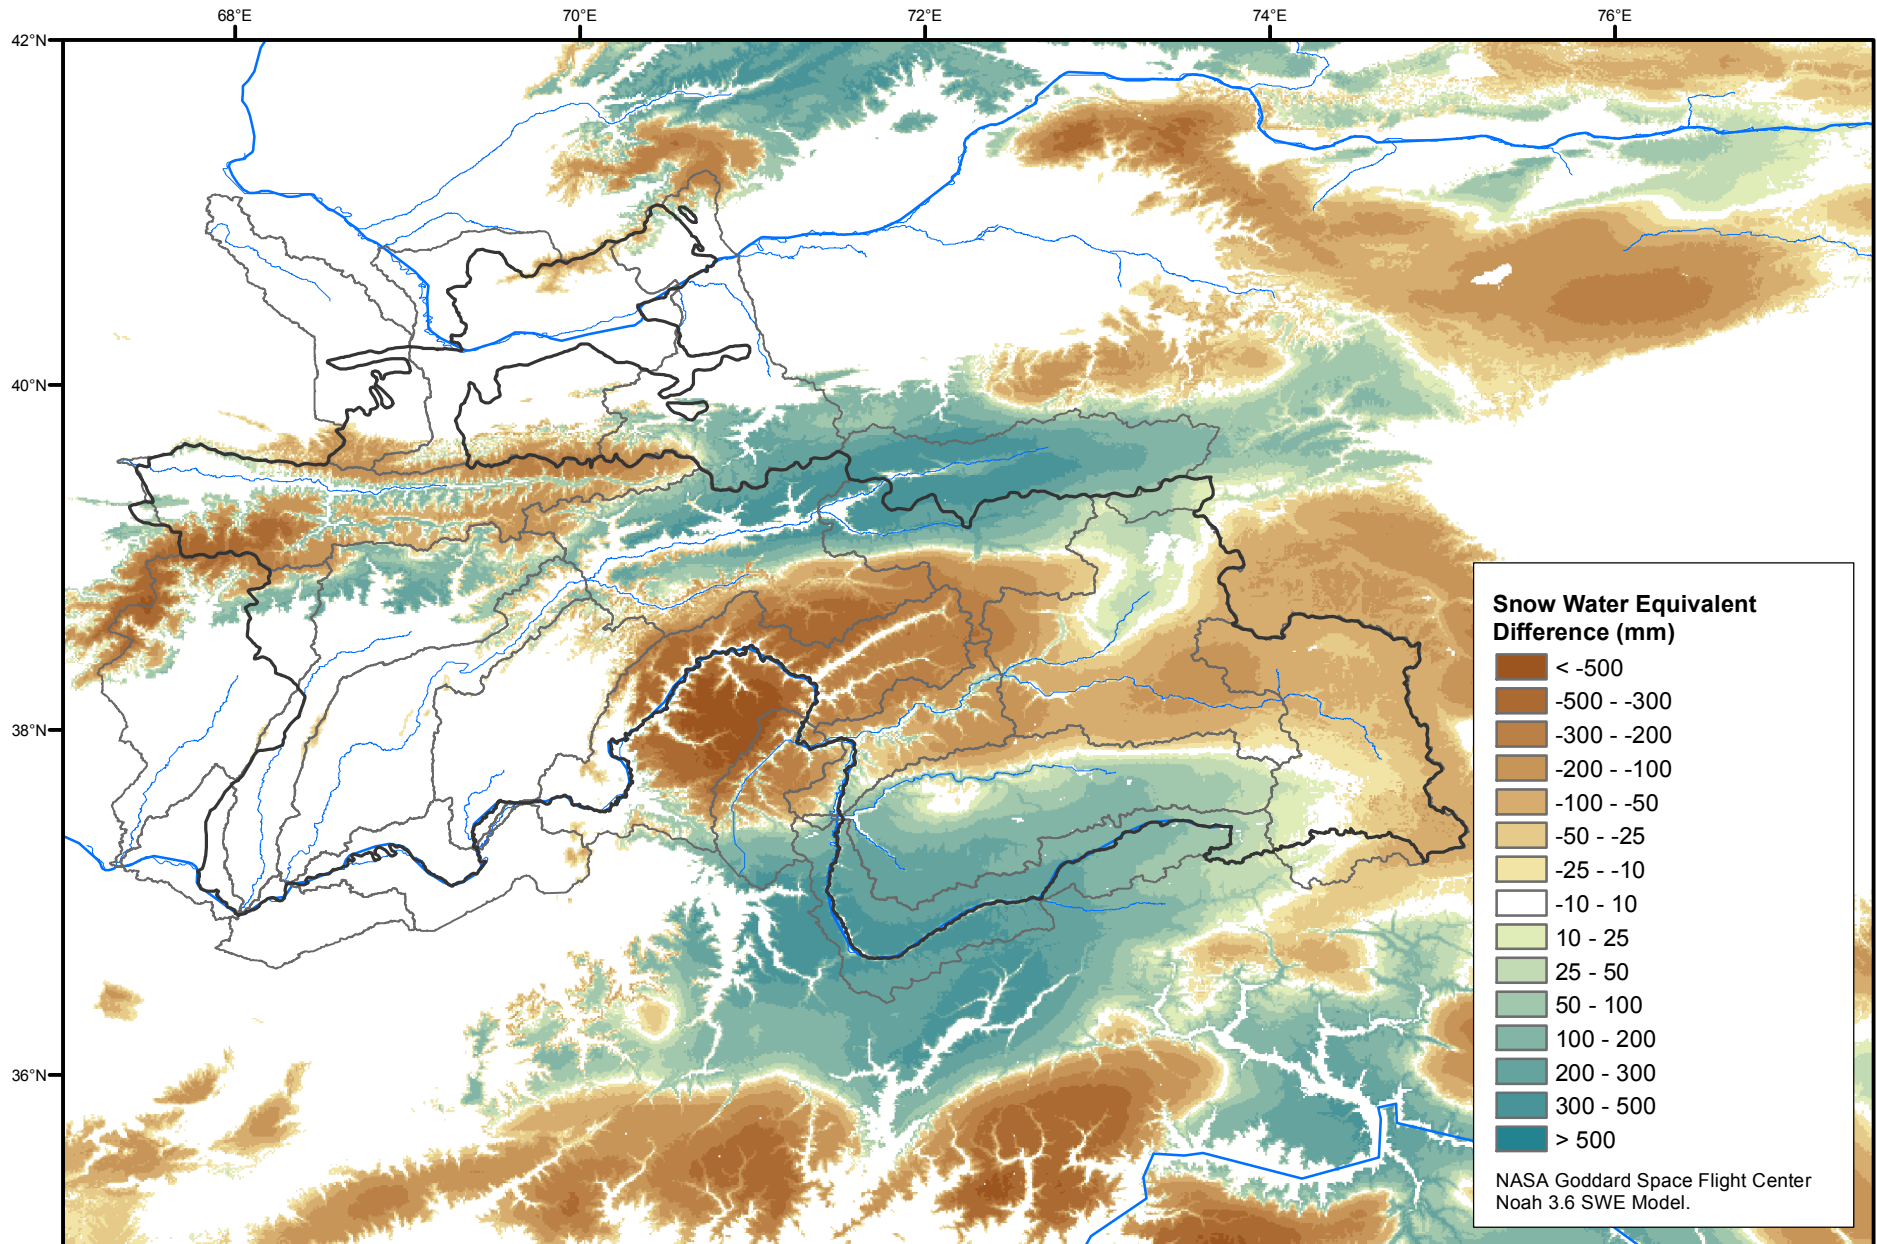 68°E 70°E 72°E 74°E 76°E
42°N
40°N
38°N
36°N
Snow Water Equivalent
Difference (mm)
< -500
-500 - -300
-300 - -200
-200 - -100
-100 - -50
-50 - -25
-25 - -10
-10 - 10
10 - 25
25 - 50
50 - 100
100 - 200
200 - 300
300 - 500
> 500
NASA Goddard Space Flight Center
Noah 3.6 SWE Model.